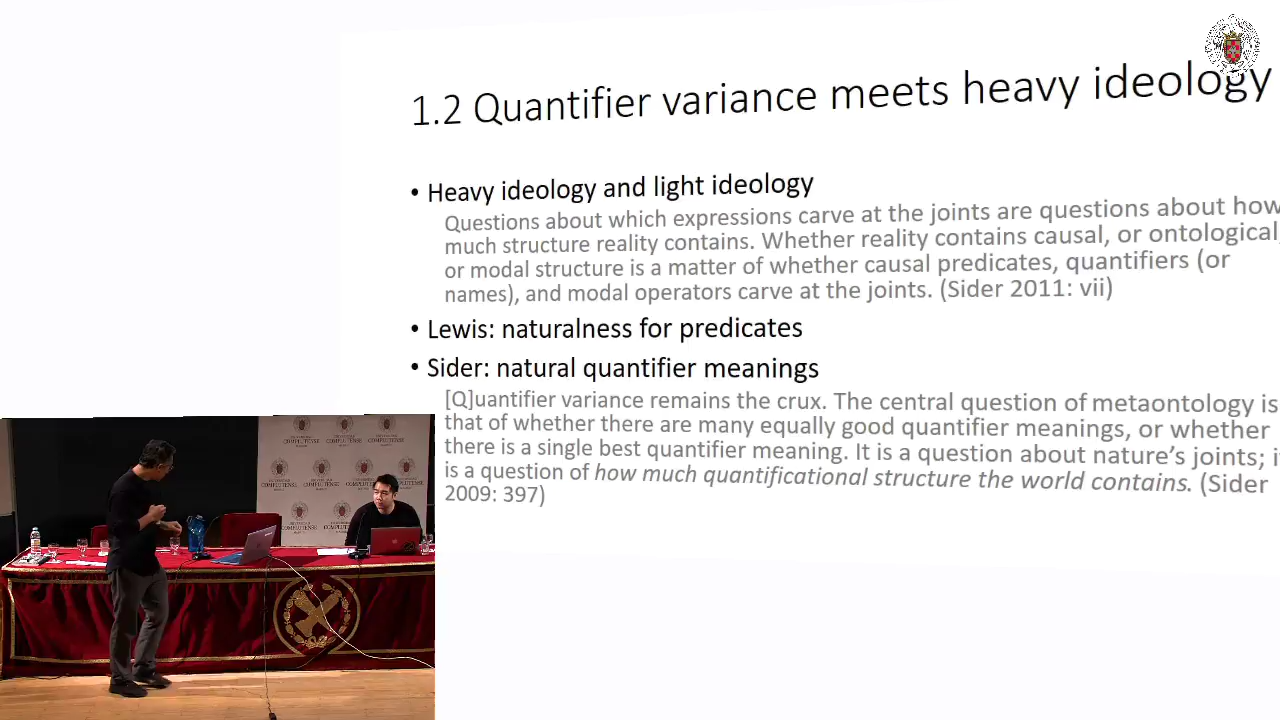 1.2 Quantifier variance meets heavy ideology
• Heavy ideology and light ideology
Questions about which expressions carve at the joints are questions about how
much structure reality contains. Whether reality contains causal, or ontological,
or modal structure is a matter of whether causal predicates, quantifiers (or
names), and modal operators carve at the joints. (Sider 2011: vii)
• Lewis: naturalness for predicates
• Sider: natural quantifier meanings
[Q]uantifier variance remains the crux. The central question of metaontology is
that of whether there are many equally good quantifier meanings, or whether
there is a single best quantifier meaning. It is a question about nature's joints; i
is a question of how much quantificational structure the world contains. (Sider
2009: 397)
UNIVERSIDAD
COMPLUTENSE
COMPLUTENSE
COMPLUTENSE
COMPLUTENSE